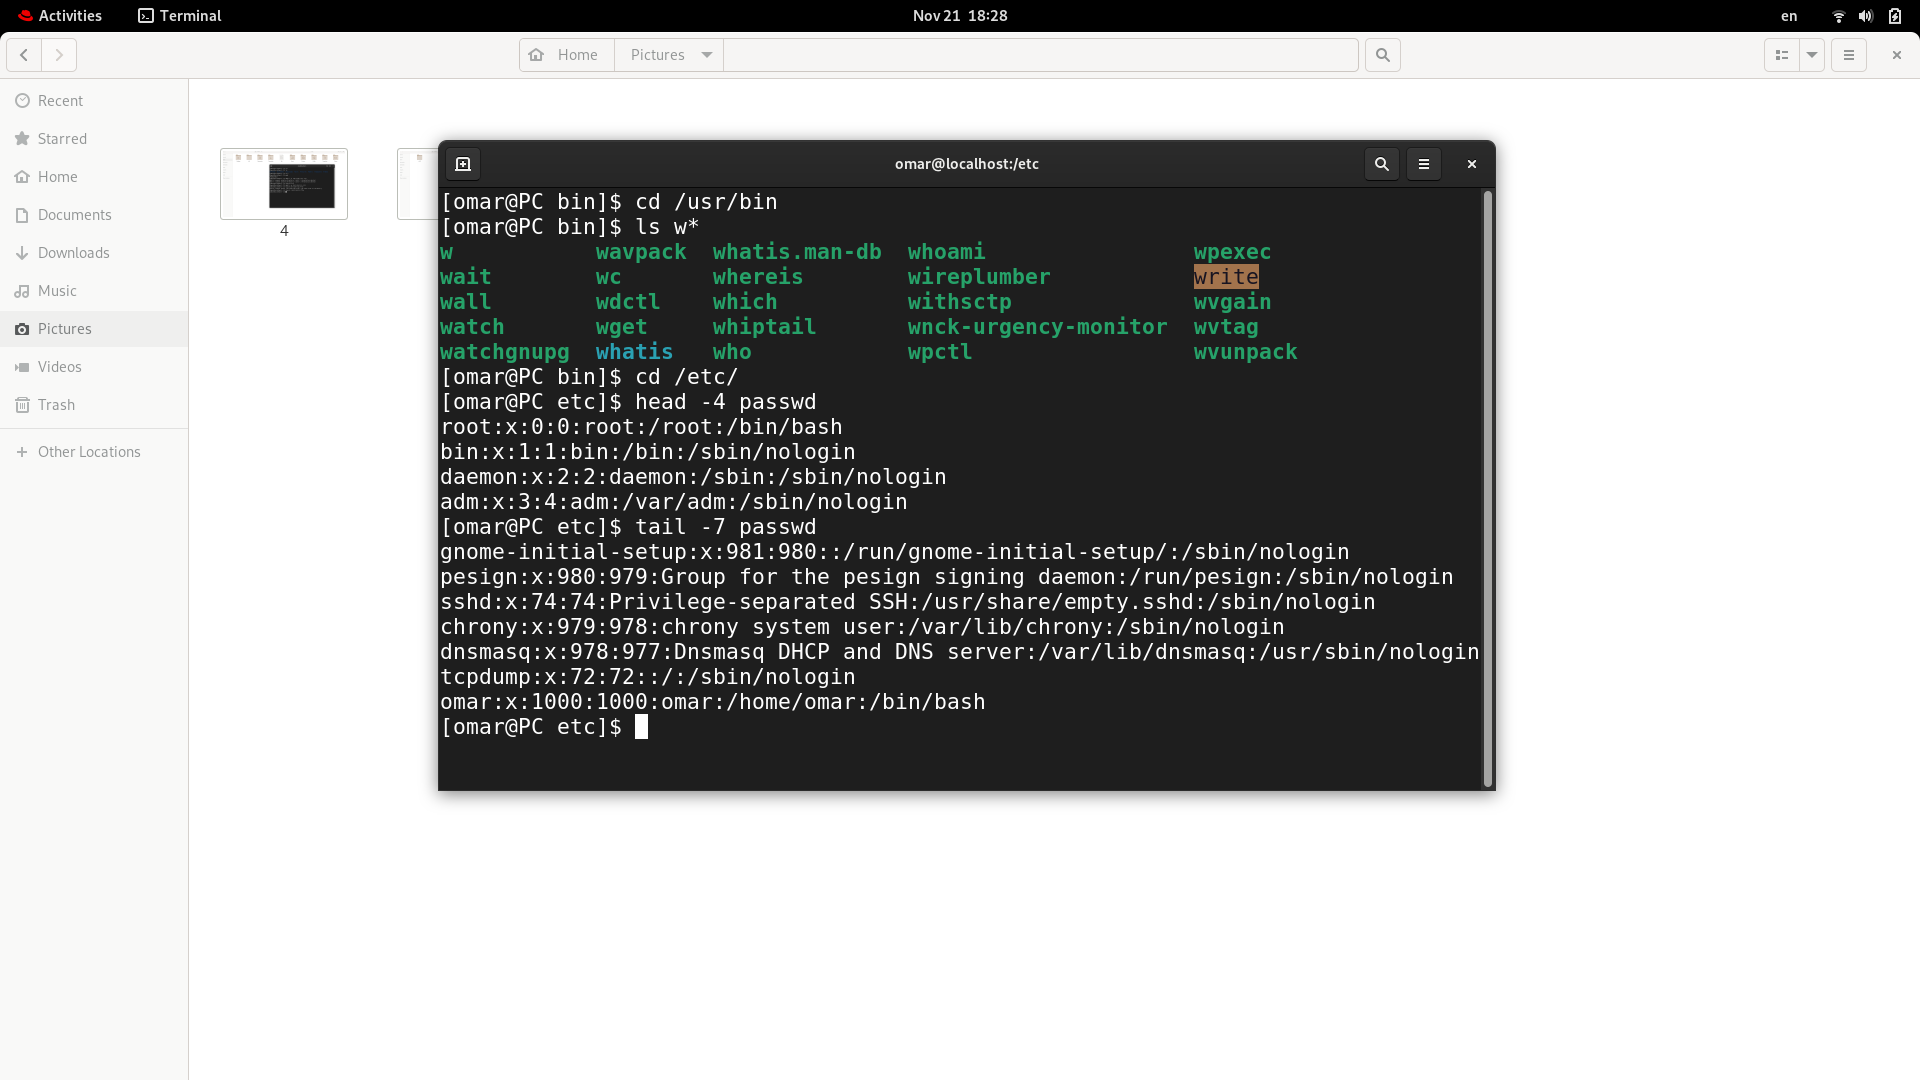 Activities Terminal Nov 21 18:28 en
Home Pictures
Recent
Starred
Home
Documents
Downloads
Music
Pictures
Videos
Trash
Other Locations
4
omar@localhost:/etc
[omar@PC bin]$ cd /usr/bin
[omar@PC bin]$ ls w*
w wavpack whatis.man-db whoami wpexec
wait wc whereis wireplumber write
wall wdctl which withsctp wvgain
watch wget whiptail wnck-urgency-monitor wvtag
watchgnupg whatis who wpctl wvunpack
[omar@PC bin]$ cd /etc/
[omar@PC etc]$ head -4 passwd
root:x:0:0:root:/root:/bin/bash
bin:x:1:1:bin:/bin:/sbin/nologin
daemon:x:2:2:daemon:/sbin:/sbin/nologin
adm:x:3:4:adm:/var/adm:/sbin/nologin
[omar@PC etc]$ tail -7 passwd
gnome-initial-setup:x:981:980::/run/gnome-initial-setup/:/sbin/nologin
pesign:x:980:979:Group for the pesign signing daemon:/run/pesign:/sbin/nologin
sshd:x:74:74:Privilege-separated SSH:/usr/share/empty.sshd:/sbin/nologin
chrony:x:979:978:chrony system user:/var/lib/chrony:/sbin/nologin
dnsmasq:x:978:977:Dnsmasq DHCP and DNS server:/var/lib/dnsmasq:/usr/sbin/nologin
tcpdump:x:72:72::/:/sbin/nologin
omar:x:1000:1000:omar:/home/omar:/bin/bash
[omar@PC etc]$